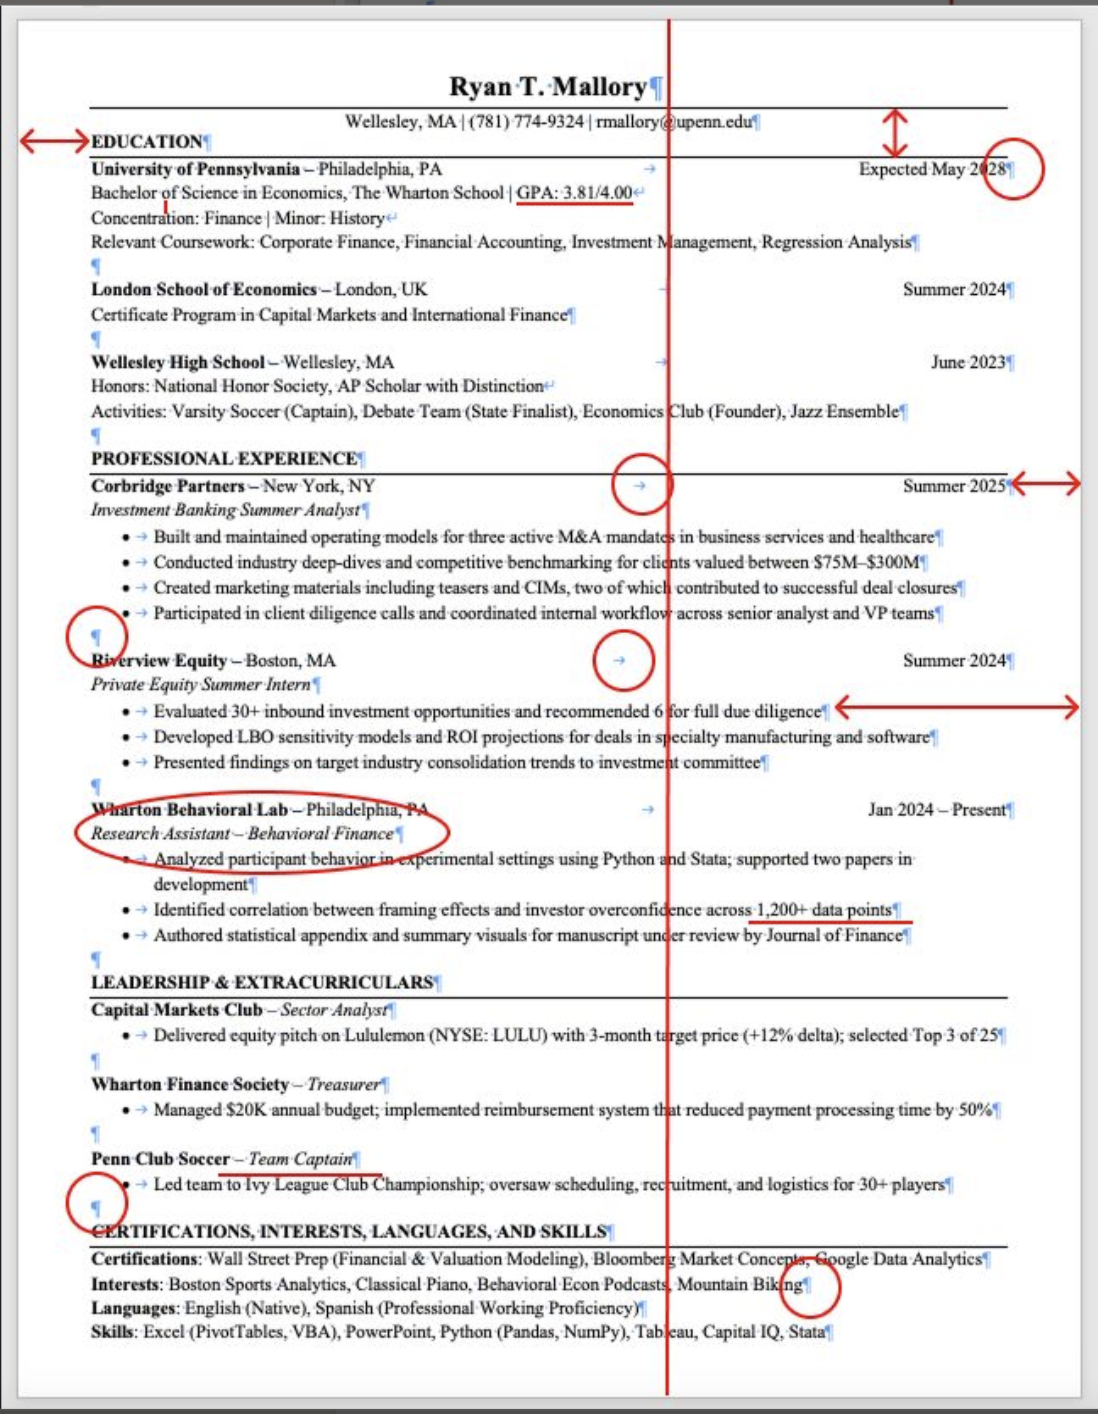 Ryan T. Mallory¶
Wellesley, MA | (781) 774-9324 | rmallory@upenn.edu¶
EDUCATION¶
University of Pennsylvania – Philadelphia, PA → Expected May 2028¶
Bachelor of Science in Economics, The Wharton School | GPA: 3.81/4.00↵
Concentration: Finance | Minor: History↵
Relevant Coursework: Corporate Finance, Financial Accounting, Investment Management, Regression Analysis¶
¶
London School of Economics – London, UK → Summer 2024¶
Certificate Program in Capital Markets and International Finance¶
¶
Wellesley High School – Wellesley, MA → June 2023¶
Honors: National Honor Society, AP Scholar with Distinction↵
Activities: Varsity Soccer (Captain), Debate Team (State Finalist), Economics Club (Founder), Jazz Ensemble¶
¶
PROFESSIONAL EXPERIENCE¶
Corbridge Partners – New York, NY → Summer 2025¶
Investment Banking Summer Analyst¶
• → Built and maintained operating models for three active M&A mandates in business services and healthcare¶
• → Conducted industry deep-dives and competitive benchmarking for clients valued between $75M–$300M¶
• → Created marketing materials including teasers and CIMs, two of which contributed to successful deal closures¶
• → Participated in client diligence calls and coordinated internal workflow across senior analyst and VP teams¶
¶
Riverview Equity – Boston, MA → Summer 2024¶
Private Equity Summer Intern¶
• → Evaluated 30+ inbound investment opportunities and recommended 6 for full due diligence¶
• → Developed LBO sensitivity models and ROI projections for deals in specialty manufacturing and software¶
• → Presented findings on target industry consolidation trends to investment committee¶
¶
Wharton Behavioral Lab – Philadelphia, PA → Jan 2024 – Present¶
Research Assistant – Behavioral Finance¶
• → Analyzed participant behavior in experimental settings using Python and Stata; supported two papers in
development¶
• → Identified correlation between framing effects and investor overconfidence across 1,200+ data points¶
• → Authored statistical appendix and summary visuals for manuscript under review by Journal of Finance¶
¶
LEADERSHIP & EXTRACURRICULARS¶
Capital Markets Club – Sector Analyst¶
• → Delivered equity pitch on Lululemon (NYSE: LULU) with 3-month target price (+12% delta); selected Top 3 of 25¶
¶
Wharton Finance Society – Treasurer¶
• → Managed $20K annual budget; implemented reimbursement system that reduced payment processing time by 50%¶
¶
Penn Club Soccer – Team Captain¶
• → Led team to Ivy League Club Championship; oversaw scheduling, recruitment, and logistics for 30+ players¶
¶
CERTIFICATIONS, INTERESTS, LANGUAGES, AND SKILLS¶
Certifications: Wall Street Prep (Financial & Valuation Modeling), Bloomberg Market Concepts, Google Data Analytics¶
Interests: Boston Sports Analytics, Classical Piano, Behavioral Econ Podcasts, Mountain Biking¶
Languages: English (Native), Spanish (Professional Working Proficiency)¶
Skills: Excel (PivotTables, VBA), PowerPoint, Python (Pandas, NumPy), Tableau, Capital IQ, Stata¶